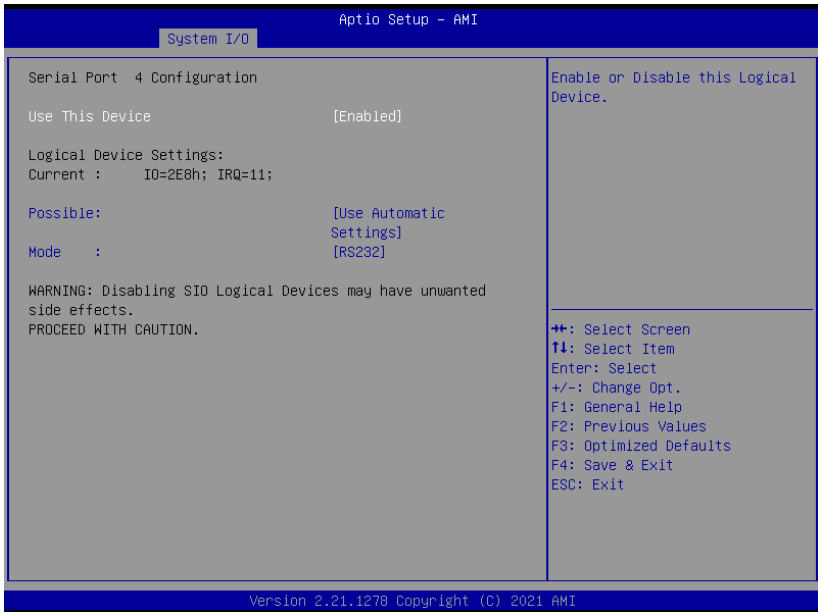 Aptio Setup – AMI
System I/O
Serial Port 4 Configuration
Use This Device [Enabled]
Logical Device Settings:
Current : IO=2E8h; IRQ=11;
Possible: [Use Automatic
Settings]
Mode : [RS232]
WARNING: Disabling SIO Logical Devices may have unwanted
side effects.
PROCEED WITH CAUTION.
Enable or Disable this Logical
Device.
→←: Select Screen
↑↓: Select Item
Enter: Select
+/-: Change Opt.
F1: General Help
F2: Previous Values
F3: Optimized Defaults
F4: Save & Exit
ESC: Exit
Version 2.21.1278 Copyright (C) 2021 AMI